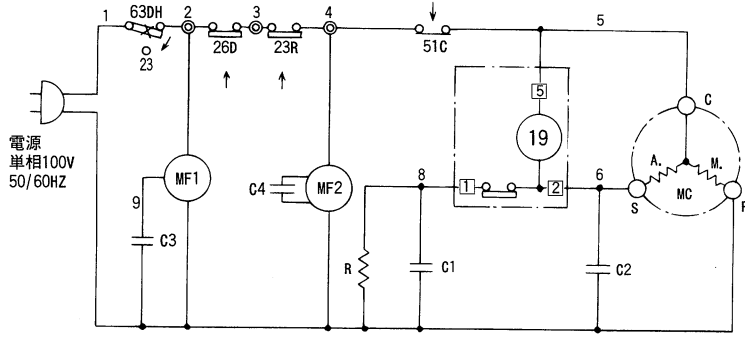 63DH
1
2
3
4
5
23
26D
23R
51C
5
19
C
電源
単相100V
50/60HZ
MF1
C4
MF2
8
1
2
6
A.
M.
S
MC
R
9
C3
R
C1
C2